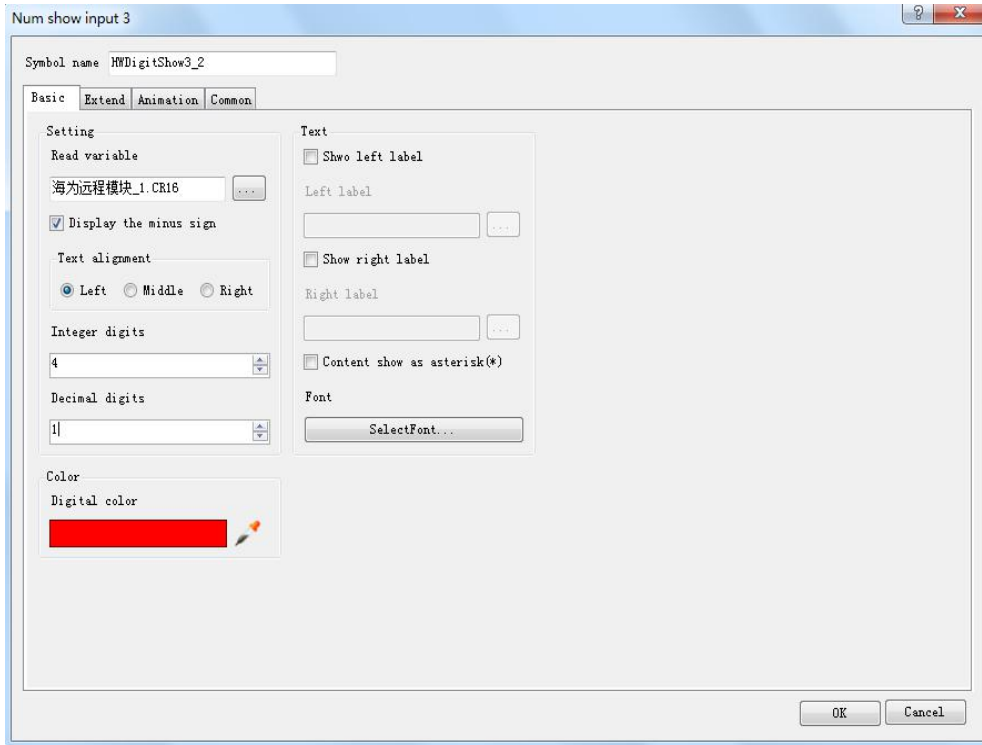 Num show input 3
?
X
Symbol name HWDigitShow3_2
Basic Extend Animation Common
Setting
Read variable
海为远程模块_1.CR16 ...
Display the minus sign
Text alignment
Left Middle Right
Integer digits
4
Decimal digits
1
Color
Digital color
Text
Shwo left label
Left label
...
Show right label
Right label
...
Content show as asterisk(*)
Font
SelectFont...
OK Cancel